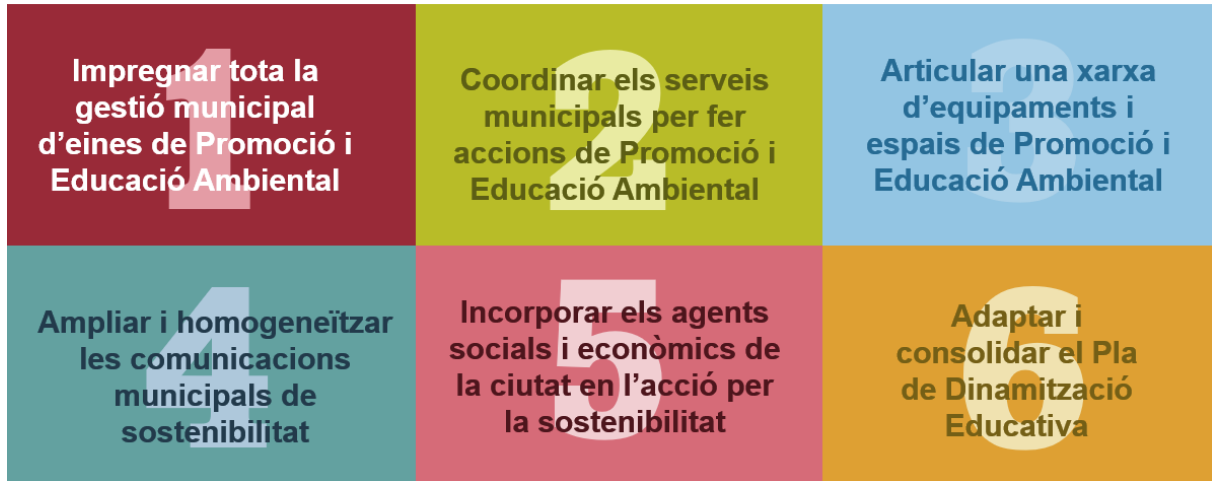 1
Impregnar tota la
gestió municipal
d’eines de Promoció i
Educació Ambiental
2
Coordinar els serveis
municipals per fer
accions de Promoció i
Educació Ambiental
3
Articular una xarxa
d’equipaments i
espais de Promoció i
Educació Ambiental
4
Ampliar i homogeneïtzar
les comunicacions
municipals de
sostenibilitat
5
Incorporar els agents
socials i econòmics de
la ciutat en l’acció per
la sostenibilitat
6
Adaptar i
consolidar el Pla
de Dinamització
Educativa